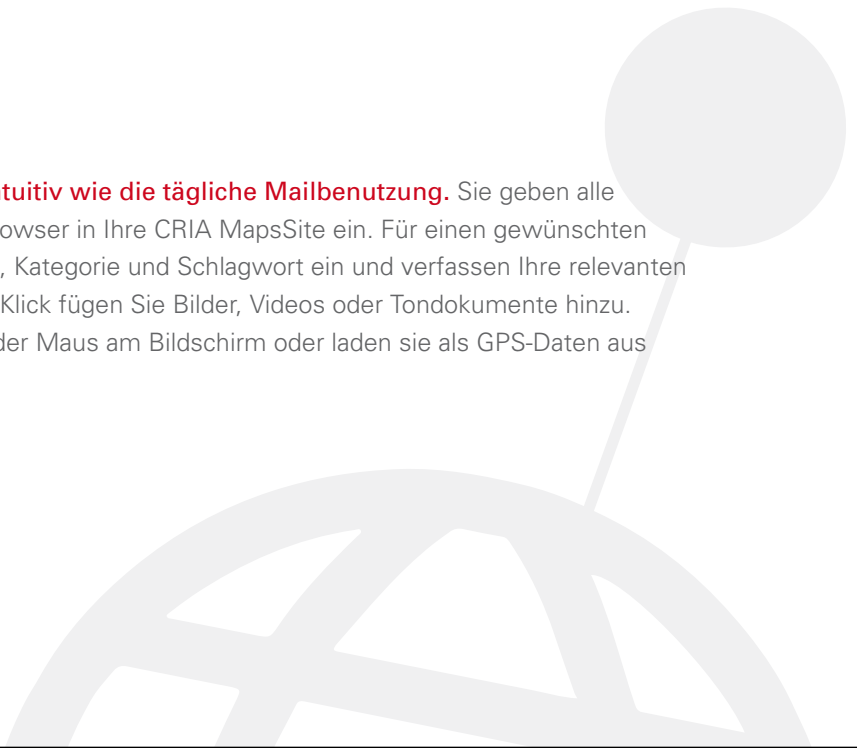 tuitiv wie die tägliche Mailbenutzung. Sie geben alle
owser in Ihre CRIA MapsSite ein. Für einen gewünschten
, Kategorie und Schlagwort ein und verfassen Ihre relevanten
Klick fügen Sie Bilder, Videos oder Tondokumente hinzu.
der Maus am Bildschirm oder laden sie als GPS-Daten aus